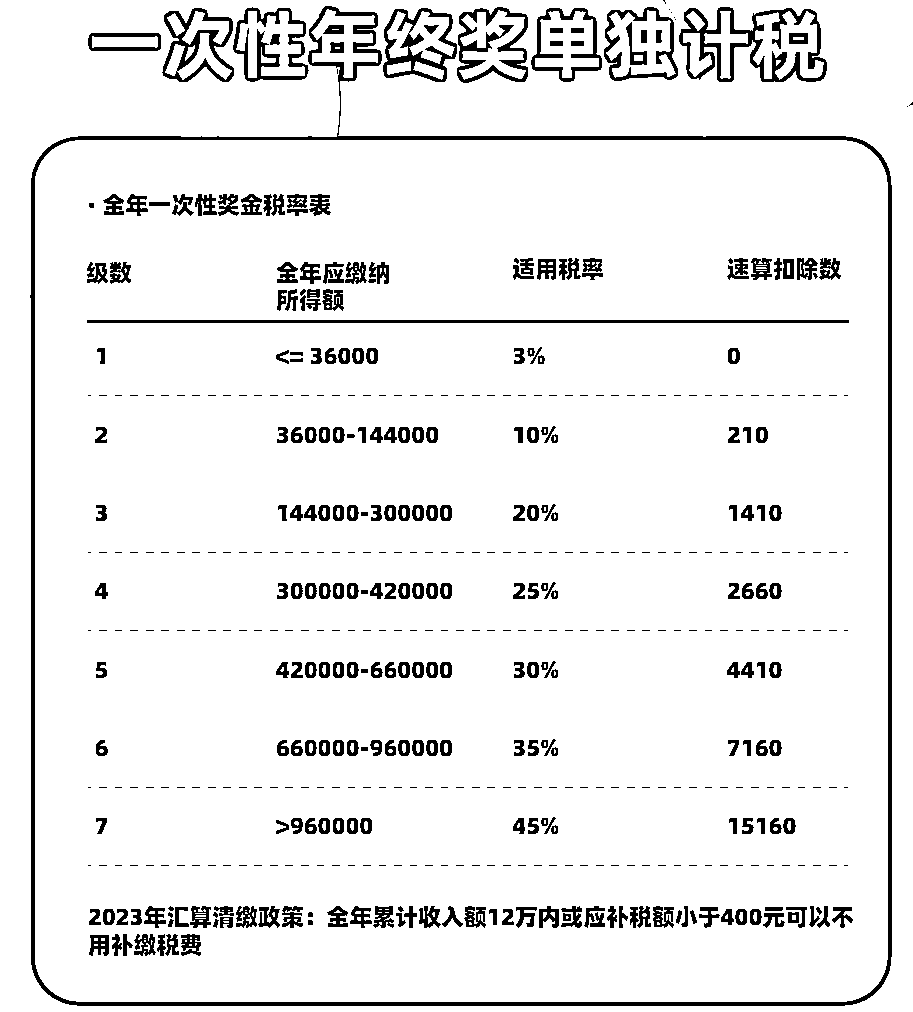 一次性年终奖单独计税
· 全年一次性奖金税率表
级数 全年应缴纳所得额 适用税率 速算扣除数
1 <= 36000 3% 0
2 36000-144000 10% 210
3 144000-300000 20% 1410
4 300000-420000 25% 2660
5 420000-660000 30% 4410
6 660000-960000 35% 7160
7 >960000 45% 15160
2023年汇算清缴政策：全年累计收入额12万内或应补税额小于400元可以不
用补缴税费